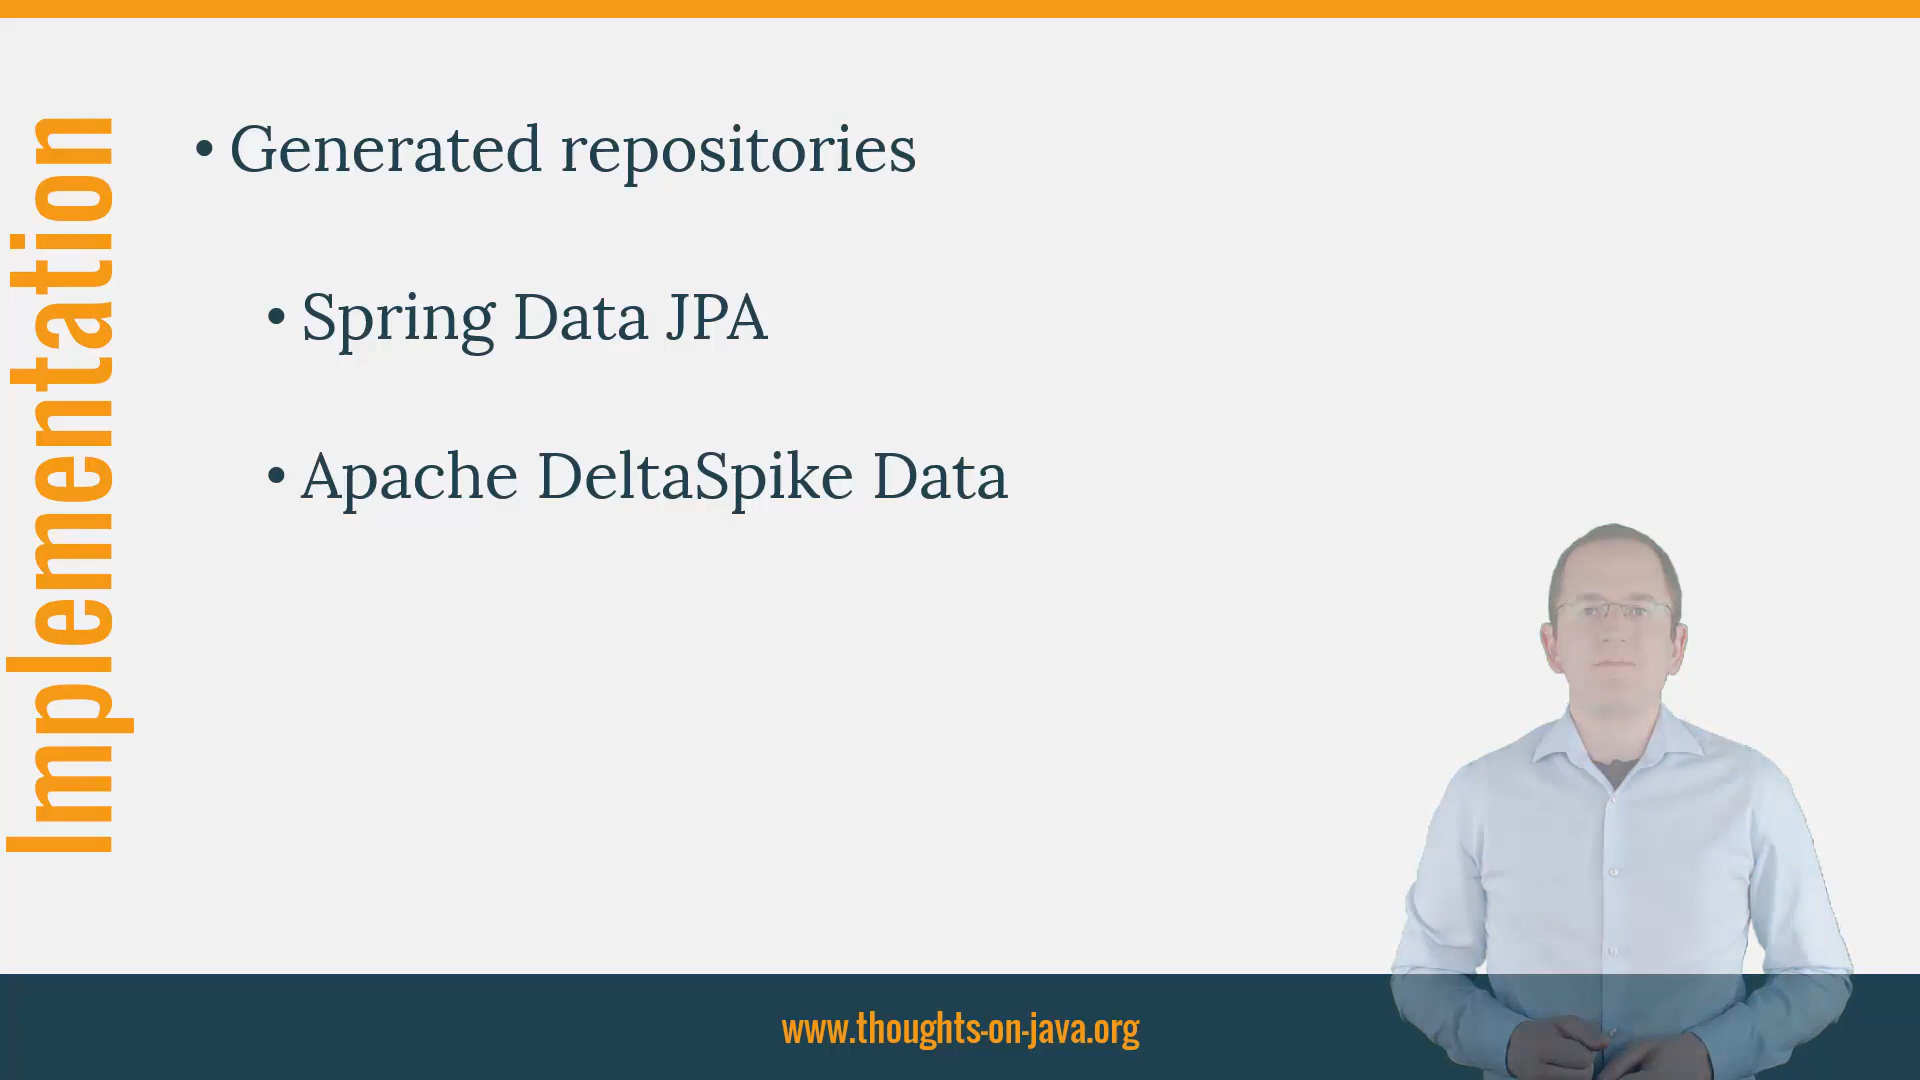 Implementation
• Generated repositories
• Spring Data JPA
• Apache DeltaSpike Data
www.thoughts-on-java.org